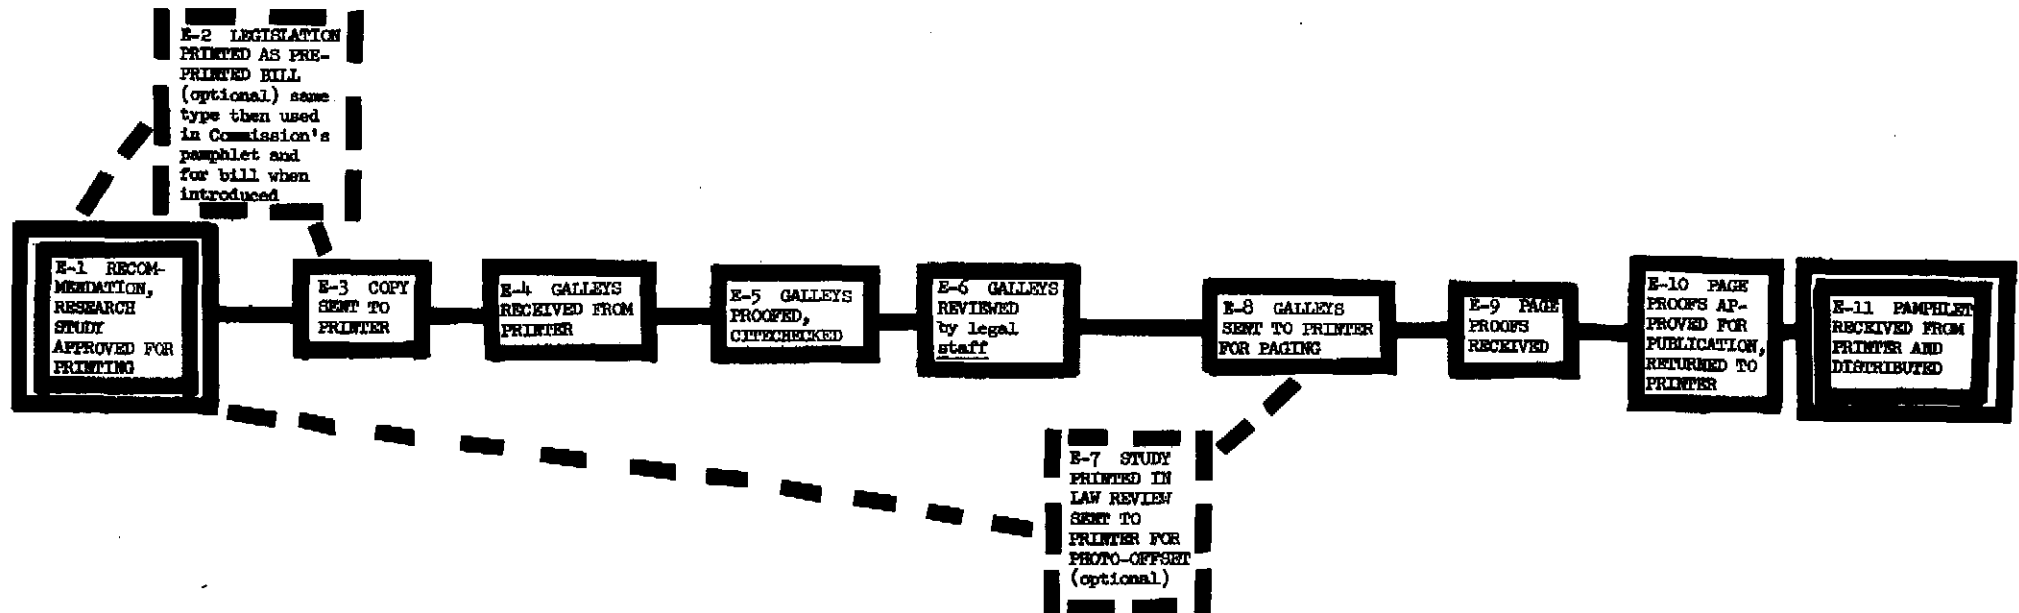 E-2 LEGISLATION
PRINTED AS PRE-
PRINTED BILL
(optional) same
type then used
in Commission's
pamphlet and
for bill when
introduced
E-1 RECOM-
MENDATION,
RESEARCH
STUDY
APPROVED FOR
PRINTING
E-3 COPY
SENT TO
PRINTER
E-4 GALLEYS
RECEIVED FROM
PRINTER
E-5 GALLEYS
PROOFED,
CITECHECKED
E-6 GALLEYS
REVIEWED
by legal
staff
E-7 STUDY
PRINTED IN
LAW REVIEW
SENT TO
PRINTER FOR
PHOTO-OFFSET
(optional)
E-8 GALLEYS
SENT TO PRINTER
FOR PAGING
E-9 PAGE
PROOFS
RECEIVED
E-10 PAGE
PROOFS AP-
PROVED FOR
PUBLICATION,
RETURNED TO
PRINTER
E-11 PAMPHLET
RECEIVED FROM
PRINTER AND
DISTRIBUTED